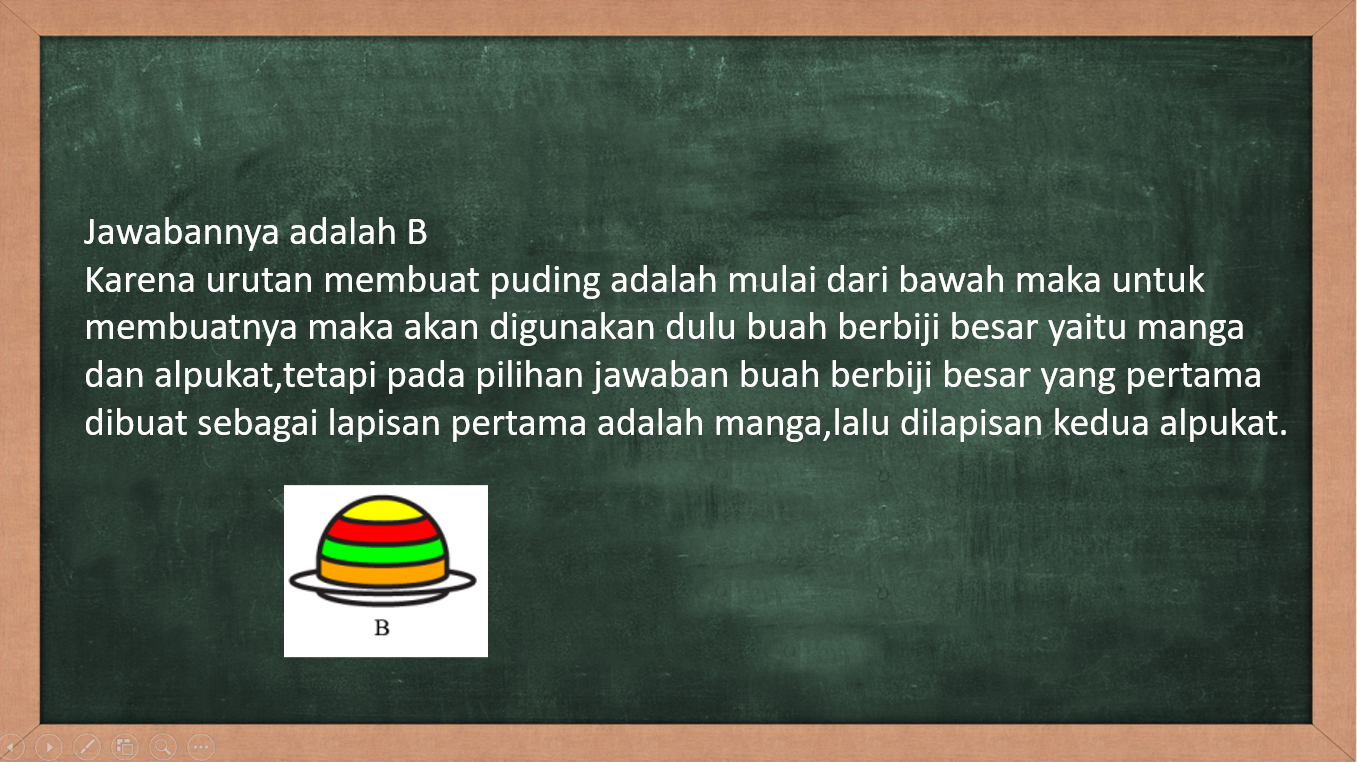 Jawabannya adalah B
Karena urutan membuat puding adalah mulai dari bawah maka untuk
membuatnya maka akan digunakan dulu buah berbiji besar yaitu manga
dan alpukat,tetapi pada pilihan jawaban buah berbiji besar yang pertama
dibuat sebagai lapisan pertama adalah manga,lalu dilapisan kedua alpukat.
B